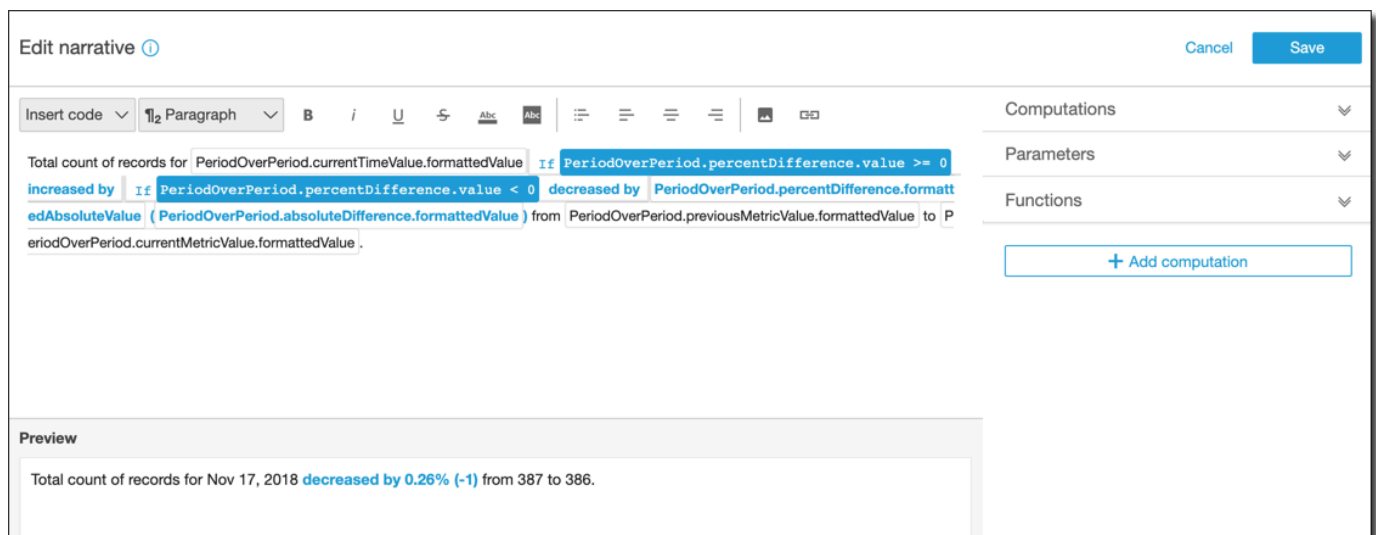 Edit narrative
Cancel
Save
Insert code
¶2 Paragraph
B i U S Abc Abc
Computations
Parameters
Functions
+ Add computation
Total count of records for PeriodOverPeriod.currentTimeValue.formattedValue If PeriodOverPeriod.percentDifference.value >= 0
increased by If PeriodOverPeriod.percentDifference.value < 0 decreased by PeriodOverPeriod.percentDifference.formatt
edAbsoluteValue ( PeriodOverPeriod.absoluteDifference.formattedValue ) from PeriodOverPeriod.previousMetricValue.formattedValue to P
eriodOverPeriod.currentMetricValue.formattedValue .
Preview
Total count of records for Nov 17, 2018 decreased by 0.26% (-1) from 387 to 386.